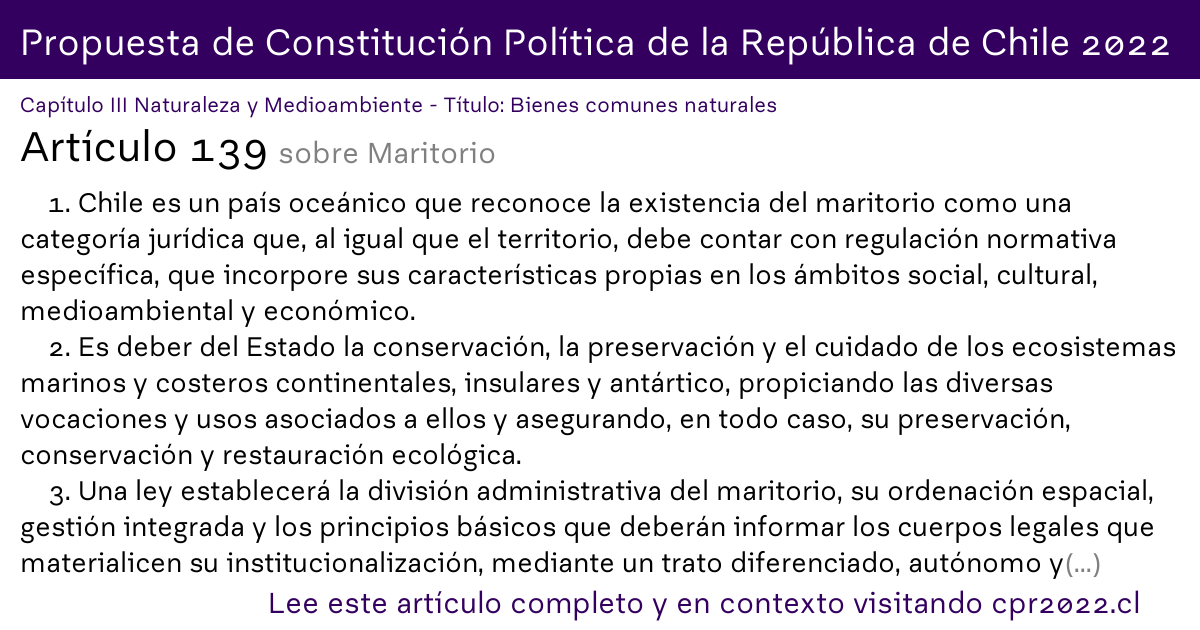 Propuesta de Constitución Política de la República de Chile 2022
Capítulo III Naturaleza y Medioambiente - Título: Bienes comunes naturales
Artículo 139 sobre Maritorio
1. Chile es un país oceánico que reconoce la existencia del maritorio como una
categoría jurídica que, al igual que el territorio, debe contar con regulación normativa
específica, que incorpore sus características propias en los ámbitos social, cultural,
medioambiental y económico.
2. Es deber del Estado la conservación, la preservación y el cuidado de los ecosistemas
marinos y costeros continentales, insulares y antártico, propiciando las diversas
vocaciones y usos asociados a ellos y asegurando, en todo caso, su preservación,
conservación y restauración ecológica.
3. Una ley establecerá la división administrativa del maritorio, su ordenación espacial,
gestión integrada y los principios básicos que deberán informar los cuerpos legales que
materialicen su institucionalización, mediante un trato diferenciado, autónomo y(...)
Lee este artículo completo y en contexto visitando cpr2022.cl